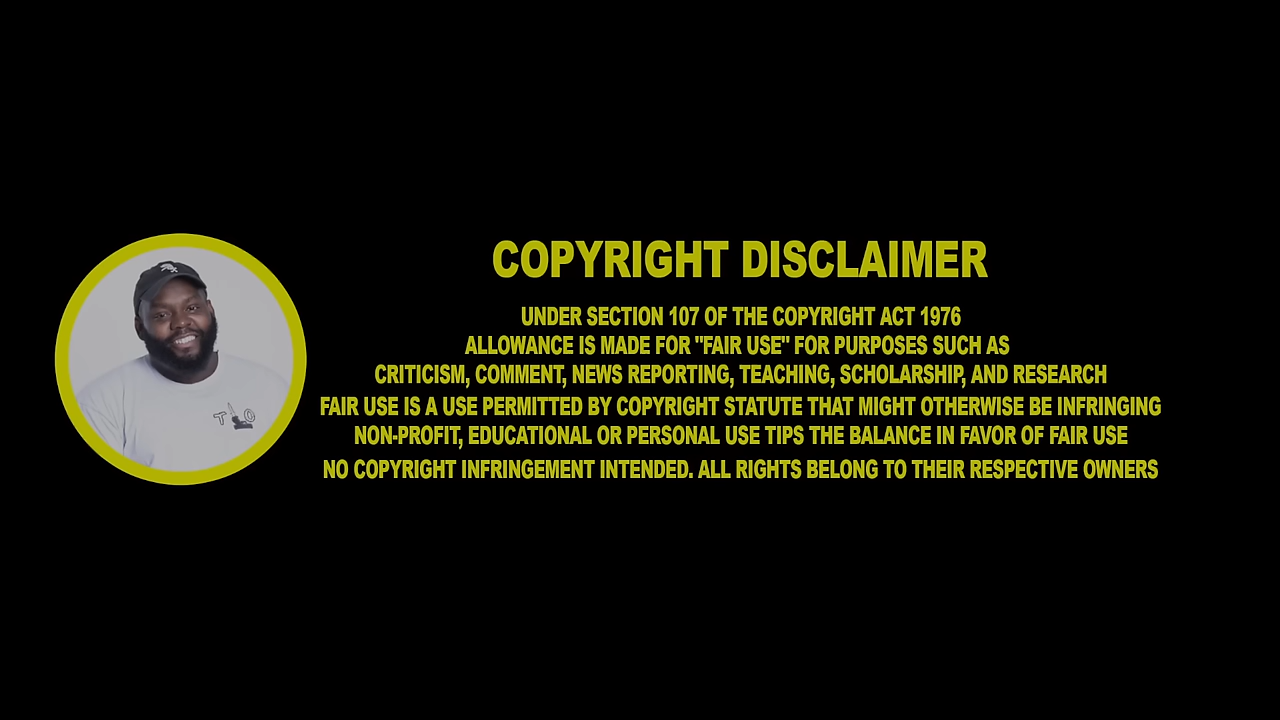 COPYRIGHT DISCLAIMER
UNDER SECTION 107 OF THE COPYRIGHT ACT 1976
ALLOWANCE IS MADE FOR "FAIR USE" FOR PURPOSES SUCH AS
CRITICISM, COMMENT, NEWS REPORTING, TEACHING, SCHOLARSHIP, AND RESEARCH
FAIR USE IS A USE PERMITTED BY COPYRIGHT STATUTE THAT MIGHT OTHERWISE BE INFRINGING
NON-PROFIT, EDUCATIONAL OR PERSONAL USE TIPS THE BALANCE IN FAVOR OF FAIR USE
NO COPYRIGHT INFRINGEMENT INTENDED. ALL RIGHTS BELONG TO THEIR RESPECTIVE OWNERS